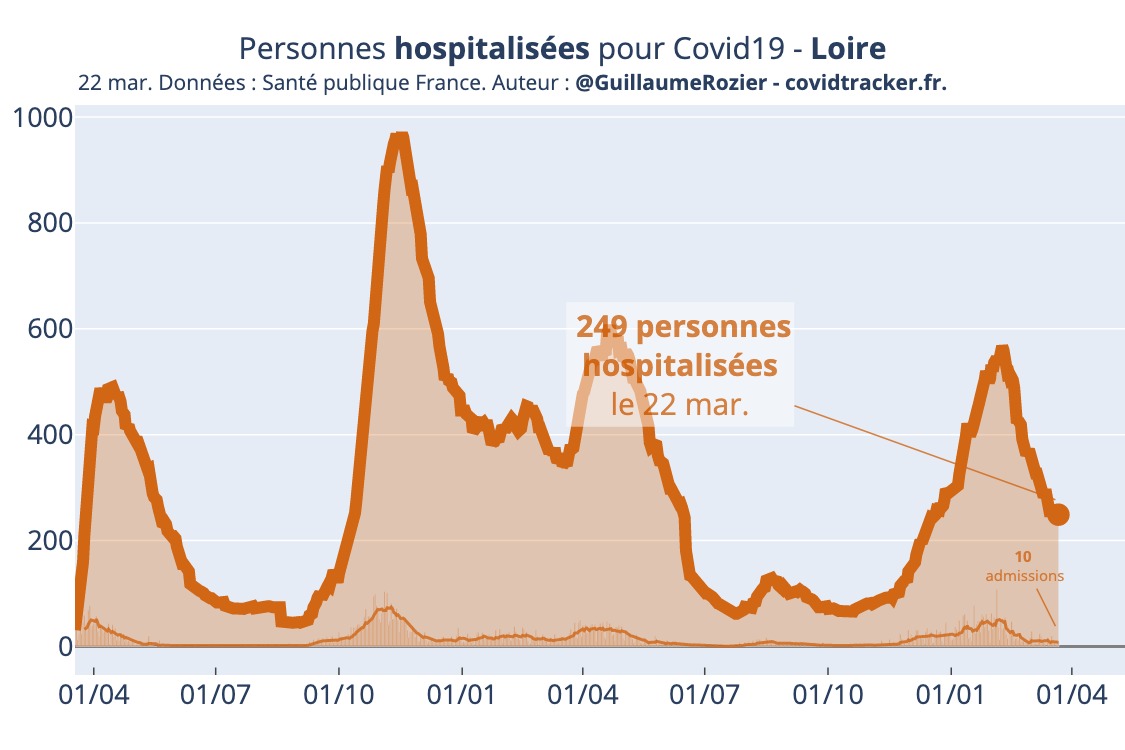 Personnes hospitalisées pour Covid19 - Loire
22 mar. Données : Santé publique France. Auteur : @GuillaumeRozier - covidtracker.fr.
1000
800
600
400
200
0
249 personnes
hospitalisées
le 22 mar.
10
admissions
01/04 01/07 01/10 01/01 01/04 01/07 01/10 01/01 01/04